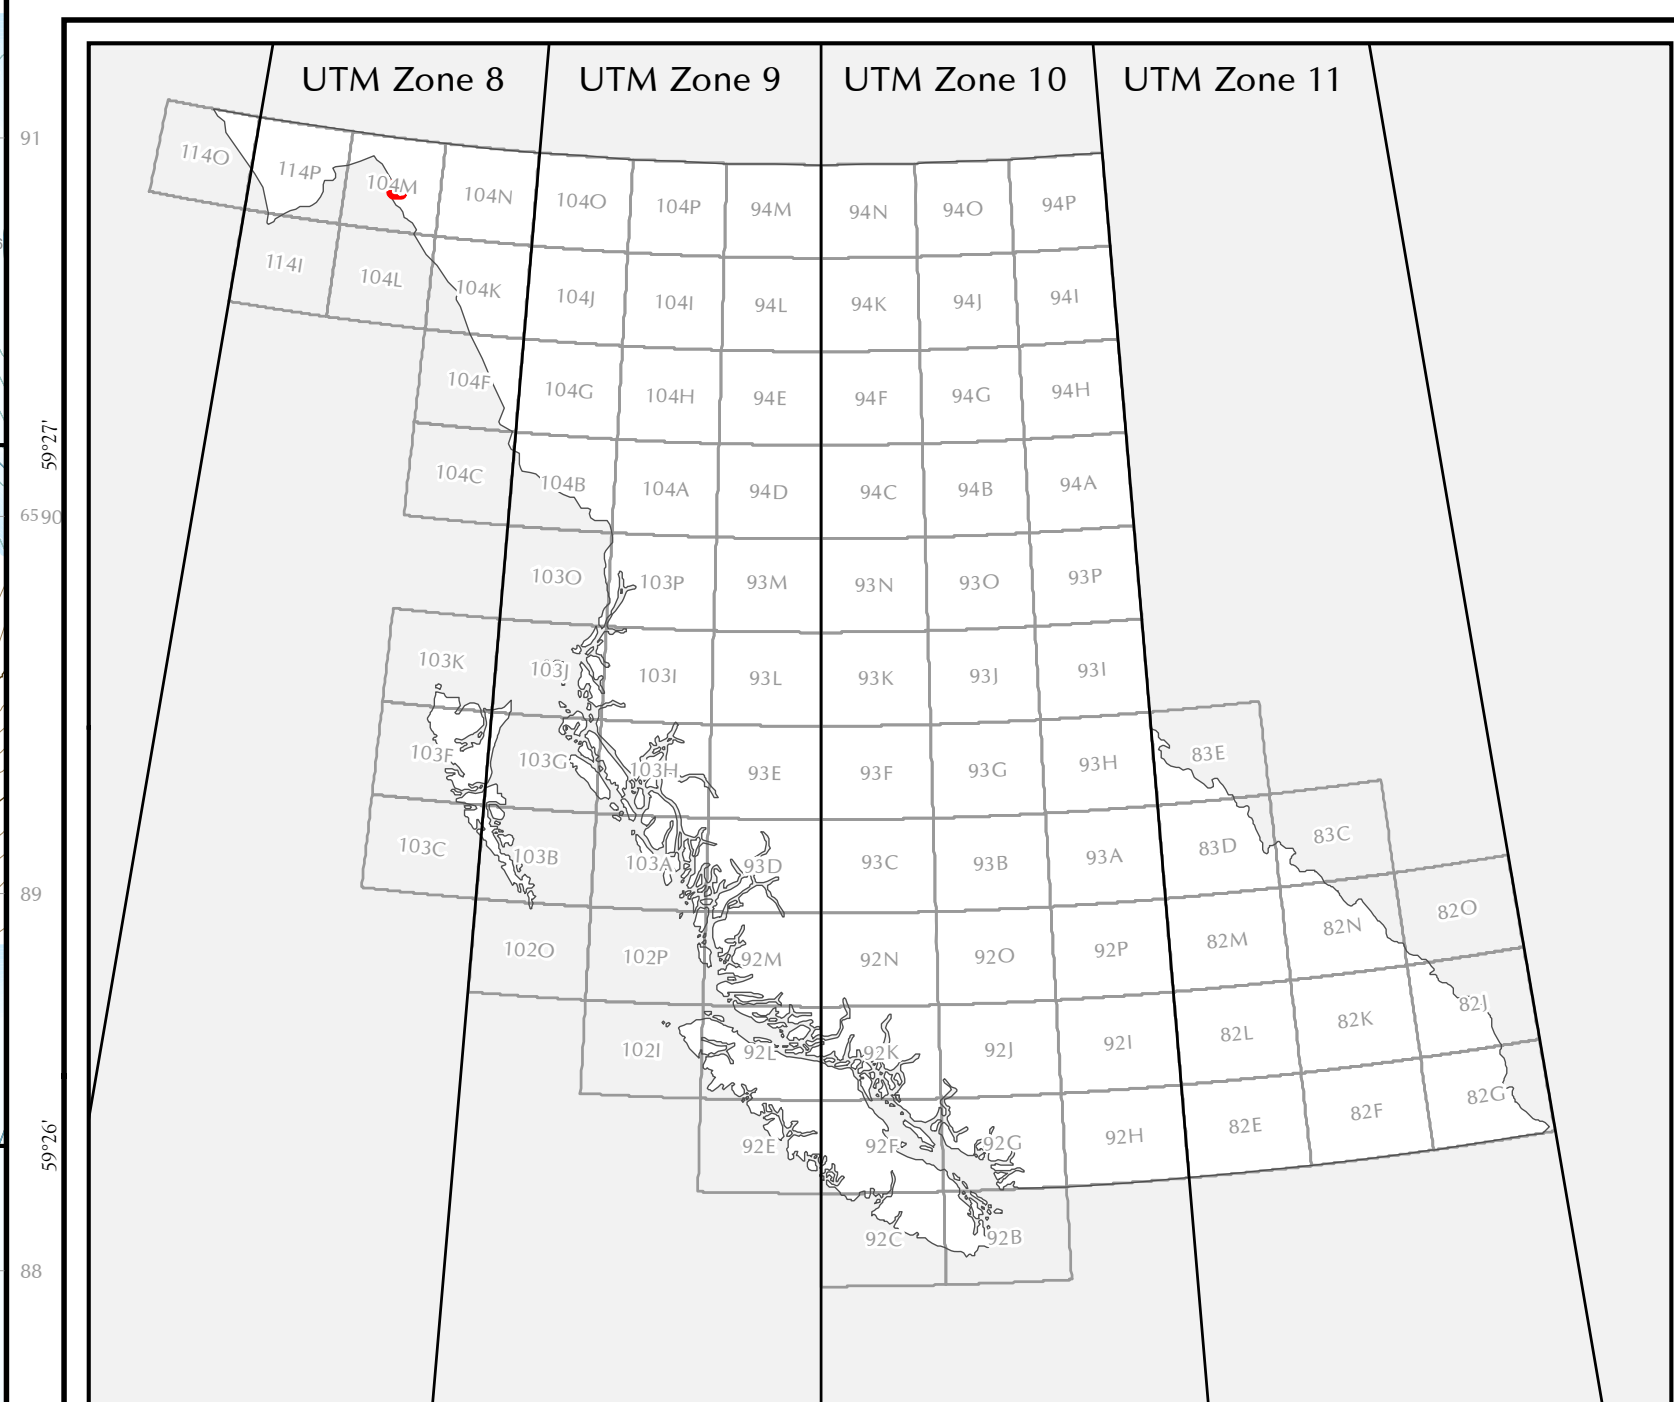 UTM Zone 8 UTM Zone 9 UTM Zone 10 UTM Zone 11
91
114O 114P 104M 104N 104O 104P 94M 94N 94O 94P
114I 104L 104K 104J 104I 94L 94K 94J 94I
104F 104G 104H 94E 94F 94G 94H
59°27'
104C 104B 104A 94D 94C 94B 94A
6590
103O 103P 93M 93N 93O 93P
103K 103J 103I 93L 93K 93J 93I
103F 103G 103H 93E 93F 93G 93H 83E
103C 103B 103A 93D 93C 93B 93A 83D 83C
89
102O 102P 92M 92N 92O 92P 82M 82N 82O
102I 92L 92K 92J 92I 82L 82K 82J
59°26'
92E 92F 92G 92H 82E 82F 82G
92C 92B
88